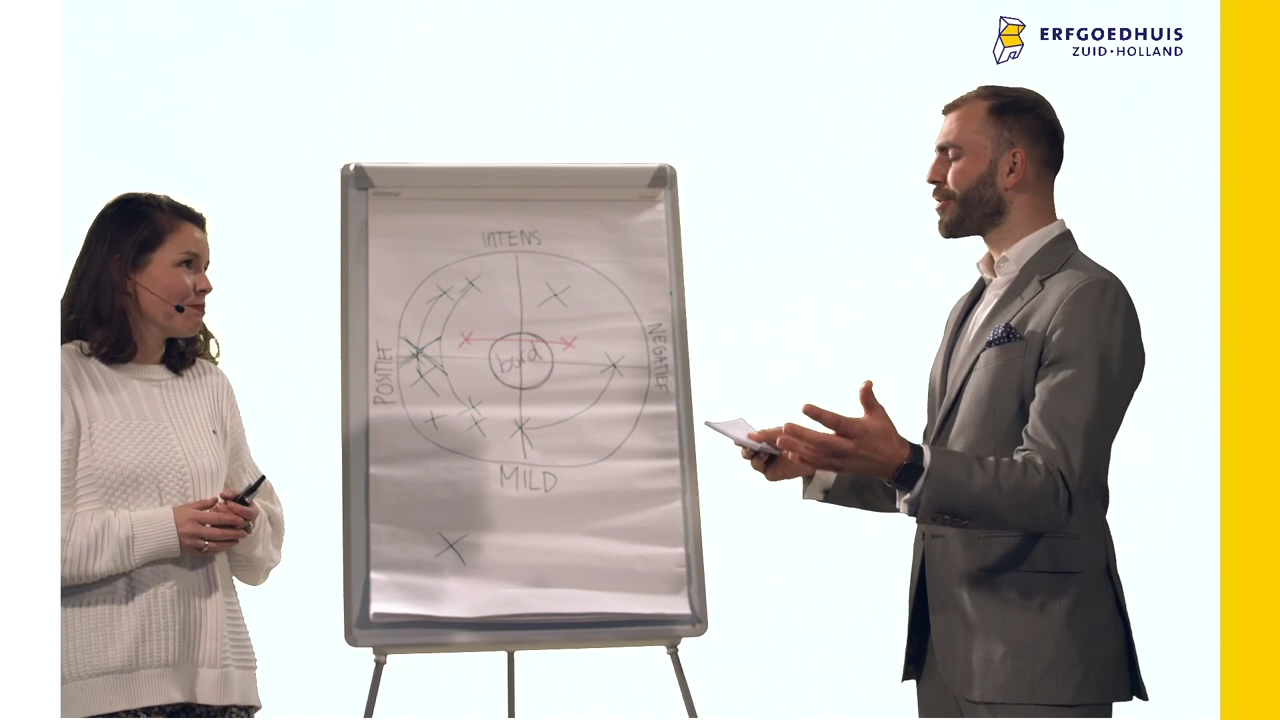 ERFGOEDHUIS
ZUID·HOLLAND
INTENS
POSITIEF
bord
NEGATIEF
MILD